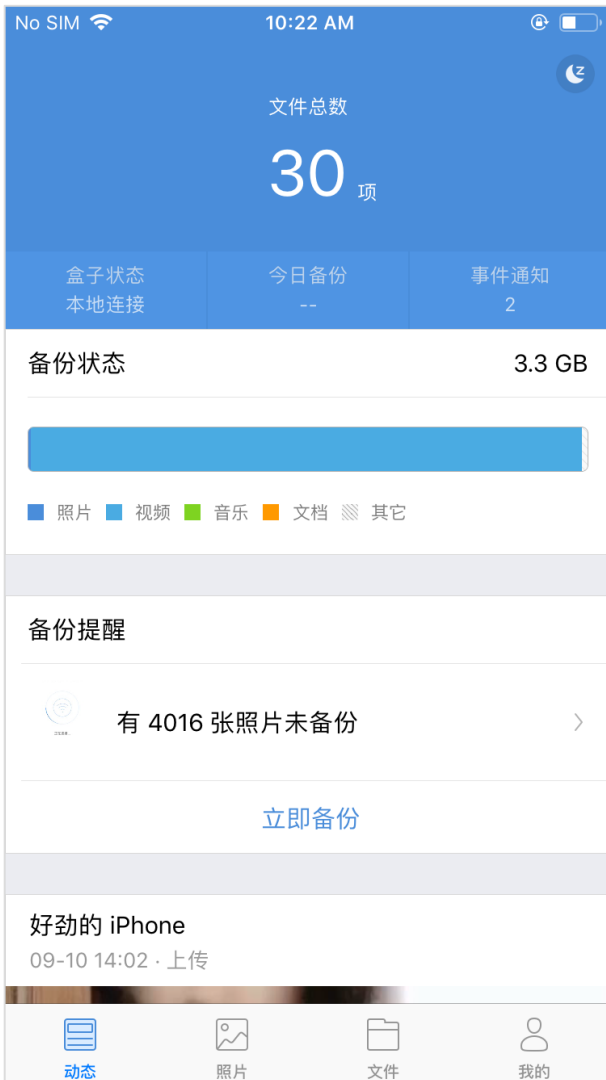 No SIM 10:22 AM
文件总数
30 项
盒子状态 今日备份 事件通知
本地连接 -- 2
备份状态 3.3 GB
照片 视频 音乐 文档 其它
备份提醒
有 4016 张照片未备份
立即备份
好劲的 iPhone
09-10 14:02 · 上传
动态 照片 文件 我的